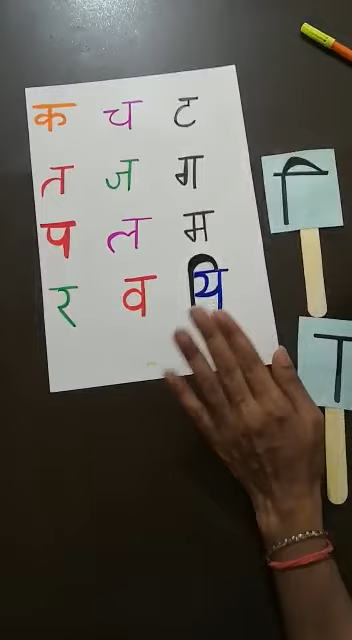 क च ट
त ज ग
प ल म
र व यि
ि
ा